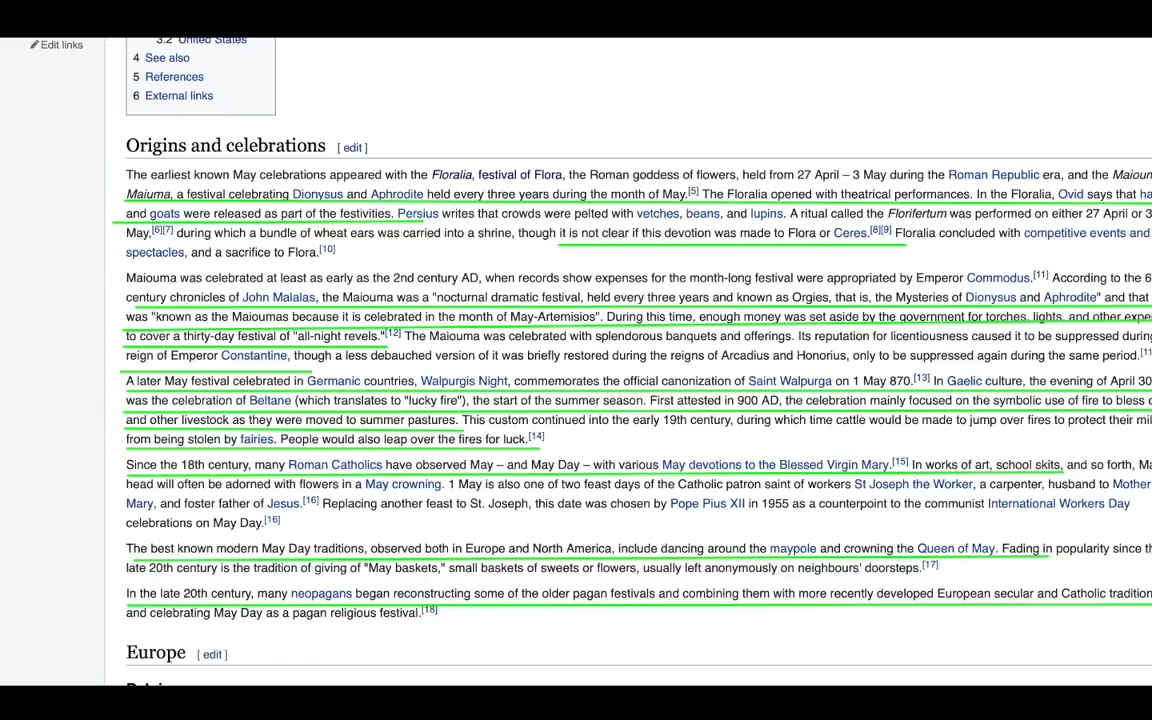 Edit links
3.2 United States
4 See also
5 References
6 External links
Origins and celebrations [ edit ]
The earliest known May celebrations appeared with the Floralia, festival of Flora, the Roman goddess of flowers, held from 27 April – 3 May during the Roman Republic era, and the
Maiuma, a festival celebrating Dionysus and Aphrodite held every three years during the month of May.[5] The Floralia opened with theatrical performances. In the Floralia, Ovid says that
and goats were released as part of the festivities. Persius writes that crowds were pelted with vetches, beans, and lupins. A ritual called the Florifertum was performed on either 27 April or 3
May,[6][7] during which a bundle of wheat ears was carried into a shrine, though it is not clear if this devotion was made to Flora or Ceres.[8][9] Floralia concluded with competitive events and
spectacles, and a sacrifice to Flora.[10]
Maiouma was celebrated at least as early as the 2nd century AD, when records show expenses for the month-long festival were appropriated by Emperor Commodus.[11] According to the 6
century chronicles of John Malalas, the Maiouma was a "nocturnal dramatic festival, held every three years and known as Orgies, that is, the Mysteries of Dionysus and Aphrodite" and that
was "known as the Maioumas because it is celebrated in the month of May-Artemisios". During this time, enough money was set aside by the government for torches, lights, and other
to cover a thirty-day festival of "all-night revels."[12] The Maiouma was celebrated with splendorous banquets and offerings. Its reputation for licentiousness caused it to be suppressed
reign of Emperor Constantine, though a less debauched version of it was briefly restored during the reigns of Arcadius and Honorius, only to be suppressed again during the same period.
A later May festival celebrated in Germanic countries, Walpurgis Night, commemorates the official canonization of Saint Walpurga on 1 May 870.[13] In Gaelic culture, the evening of April 30
was the celebration of Beltane (which translates to "lucky fire"), the start of the summer season. First attested in 900 AD, the celebration mainly focused on the symbolic use of fire to bless
and other livestock as they were moved to summer pastures. This custom continued into the early 19th century, during which time cattle would be made to jump over fires to protect their
from being stolen by fairies. People would also leap over the fires for luck.[14]
Since the 18th century, many Roman Catholics have observed May – and May Day – with various May devotions to the Blessed Virgin Mary.[15] In works of art, school skits, and so forth,
head will often be adorned with flowers in a May crowning. 1 May is also one of two feast days of the Catholic patron saint of workers St Joseph the Worker, a carpenter, husband to Mother
Mary, and foster father of Jesus.[16] Replacing another feast to St. Joseph, this date was chosen by Pope Pius XII in 1955 as a counterpoint to the communist International Workers Day
celebrations on May Day.[16]
The best known modern May Day traditions, observed both in Europe and North America, include dancing around the maypole and crowning the Queen of May. Fading in popularity since
late 20th century is the tradition of giving of "May baskets," small baskets of sweets or flowers, usually left anonymously on neighbours' doorsteps.[17]
In the late 20th century, many neopagans began reconstructing some of the older pagan festivals and combining them with more recently developed European secular and Catholic
and celebrating May Day as a pagan religious festival.[18]
Europe [ edit ]